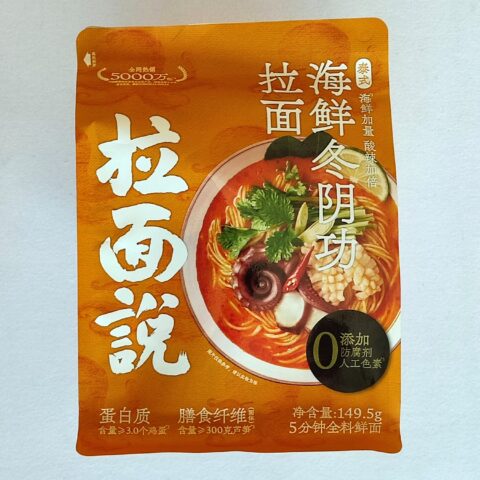 全网热销
5000万
拉面說
泰式
海鲜加量 酸辣加倍
海鲜冬阴功
拉面
0添加
防腐剂
人工色素
蛋白质
含量≥3.0个鸡蛋
膳食纤维
含量≥300克芦笋
净含量:149.5g
5分钟全料鲜面